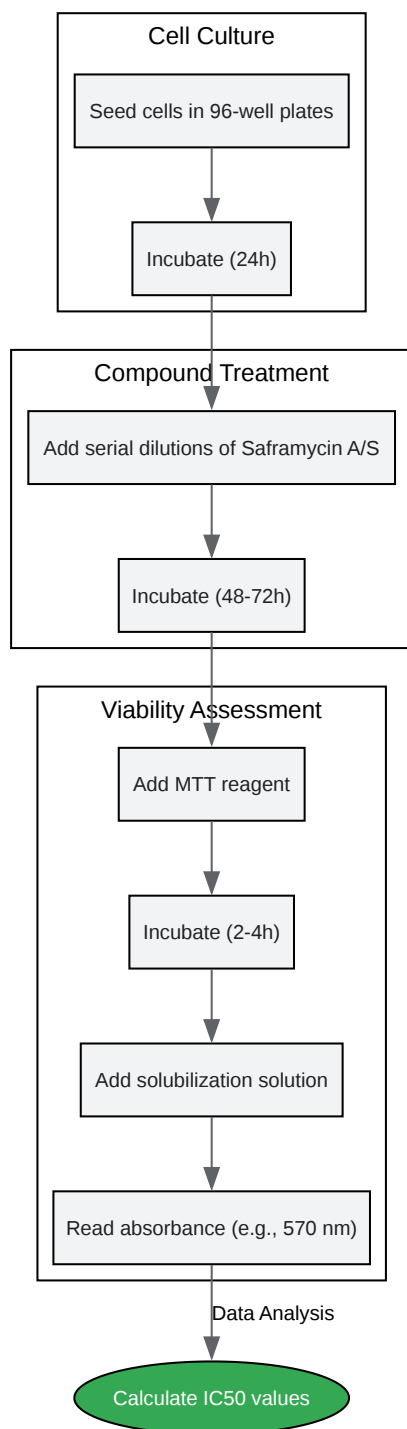 Cell Culture
Seed cells in 96-well plates
Incubate (24h)
Compound Treatment
Add serial dilutions of Saframycin A/S
Incubate (48-72h)
Viability Assessment
Add MTT reagent
Incubate (2-4h)
Add solubilization solution
Read absorbance (e.g., 570 nm)
Data Analysis
Calculate IC50 values